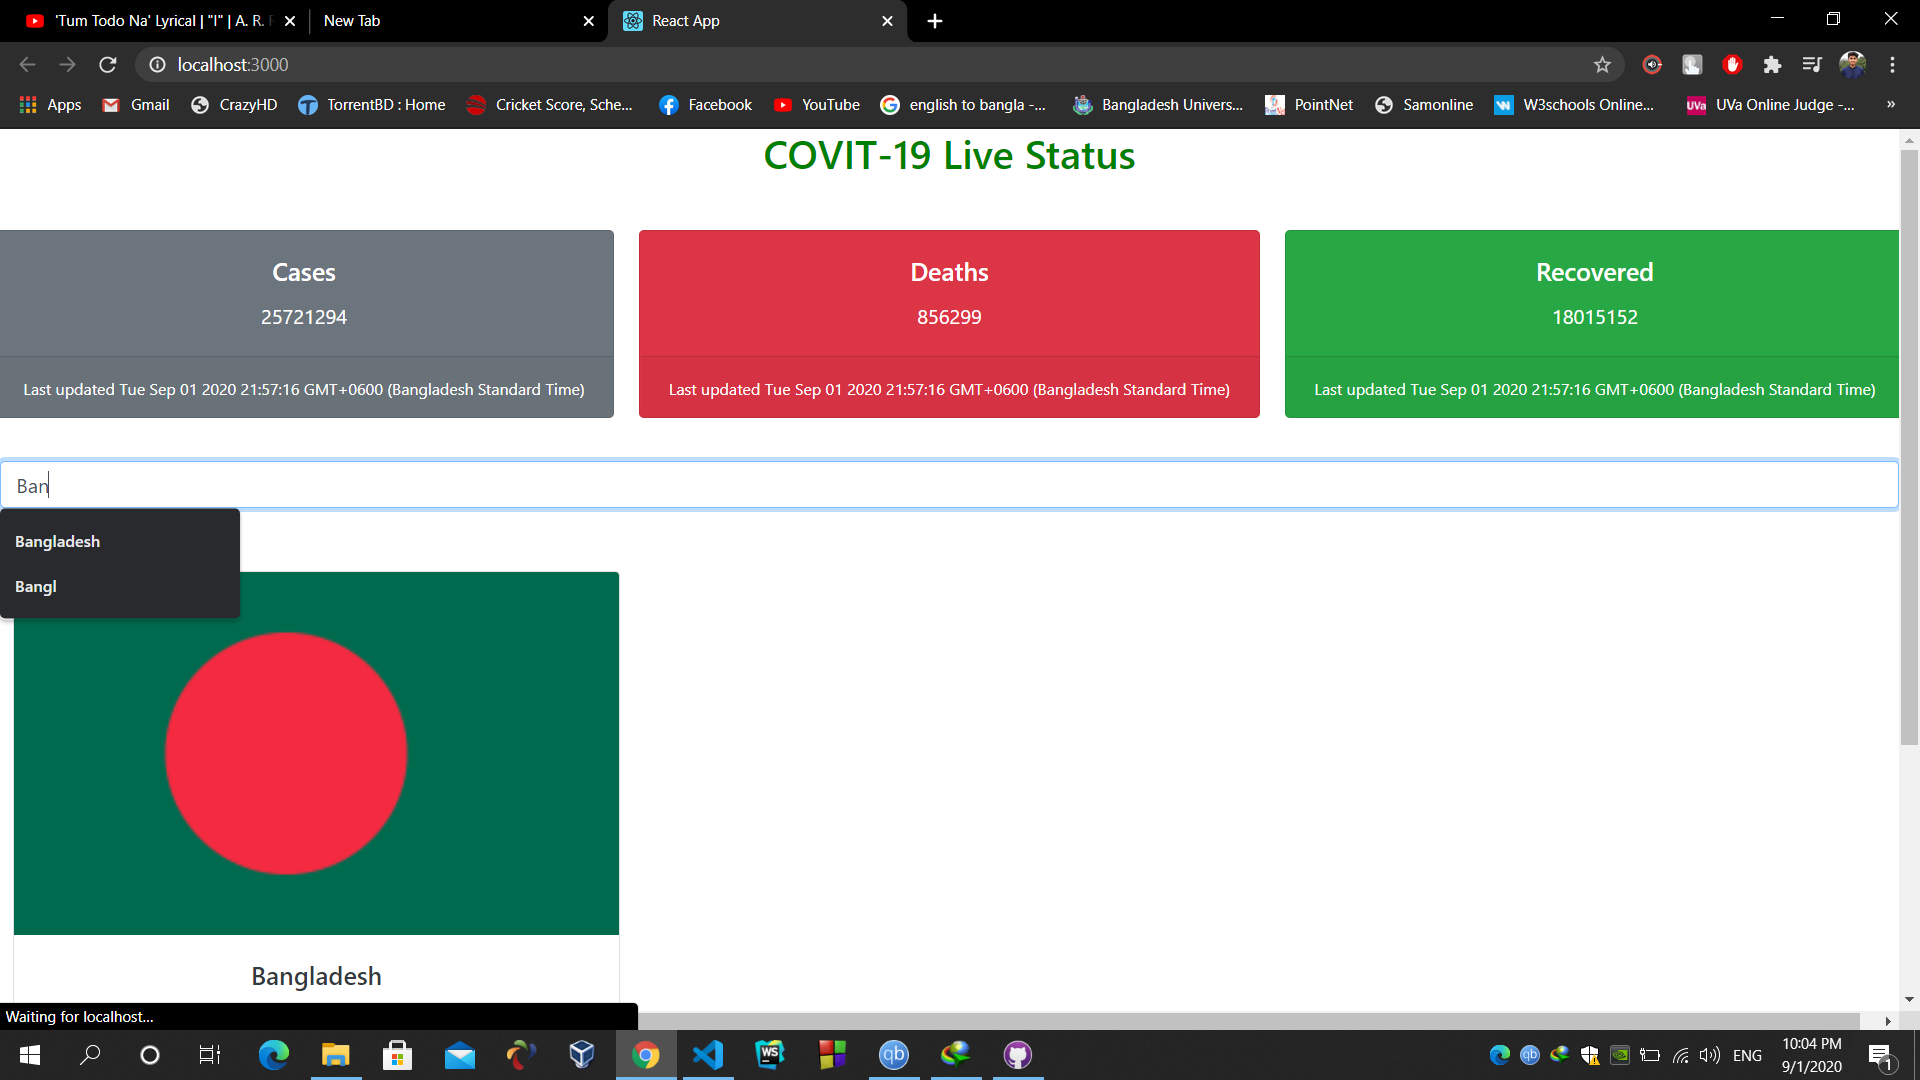 'Tum Todo Na' Lyrical | "I" | A. R. 
New Tab
React App
localhost:3000
Apps
Gmail
CrazyHD
TorrentBD : Home
Cricket Score, Sche...
Facebook
YouTube
english to bangla -...
Bangladesh Univers...
PointNet
Samonline
W3schools Online...
UVa
UVa Online Judge -...
»
COVIT-19 Live Status
Cases
25721294
Last updated Tue Sep 01 2020 21:57:16 GMT+0600 (Bangladesh Standard Time)
Deaths
856299
Last updated Tue Sep 01 2020 21:57:16 GMT+0600 (Bangladesh Standard Time)
Recovered
18015152
Last updated Tue Sep 01 2020 21:57:16 GMT+0600 (Bangladesh Standard Time)
Ban
Bangladesh
Bangl
Bangladesh
Waiting for localhost...
WS
qb
qb
ENG
10:04 PM
9/1/2020
1